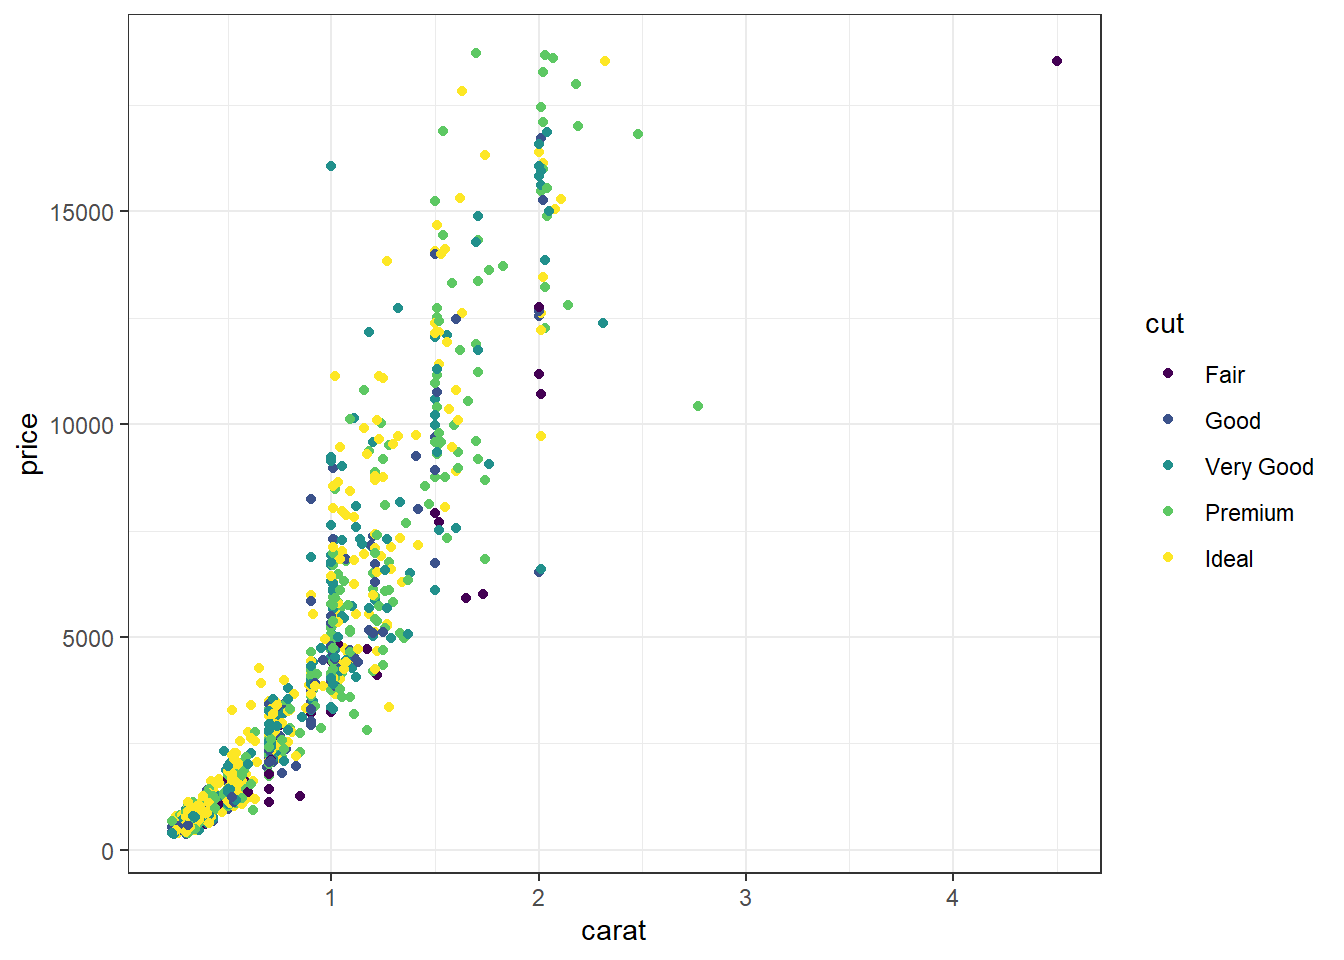 15000
10000
5000
0
price
1
2
3
4
carat
cut
Fair
Good
Very Good
Premium
Ideal